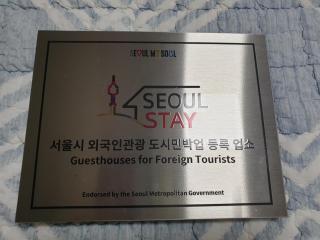 SEOUL MY SOUL
SEOUL
STAY
서울시 외국인관광 도시민박업 등록 업소
Guesthouses for Foreign Tourists
Endorsed by the Seoul Metropolitan Government